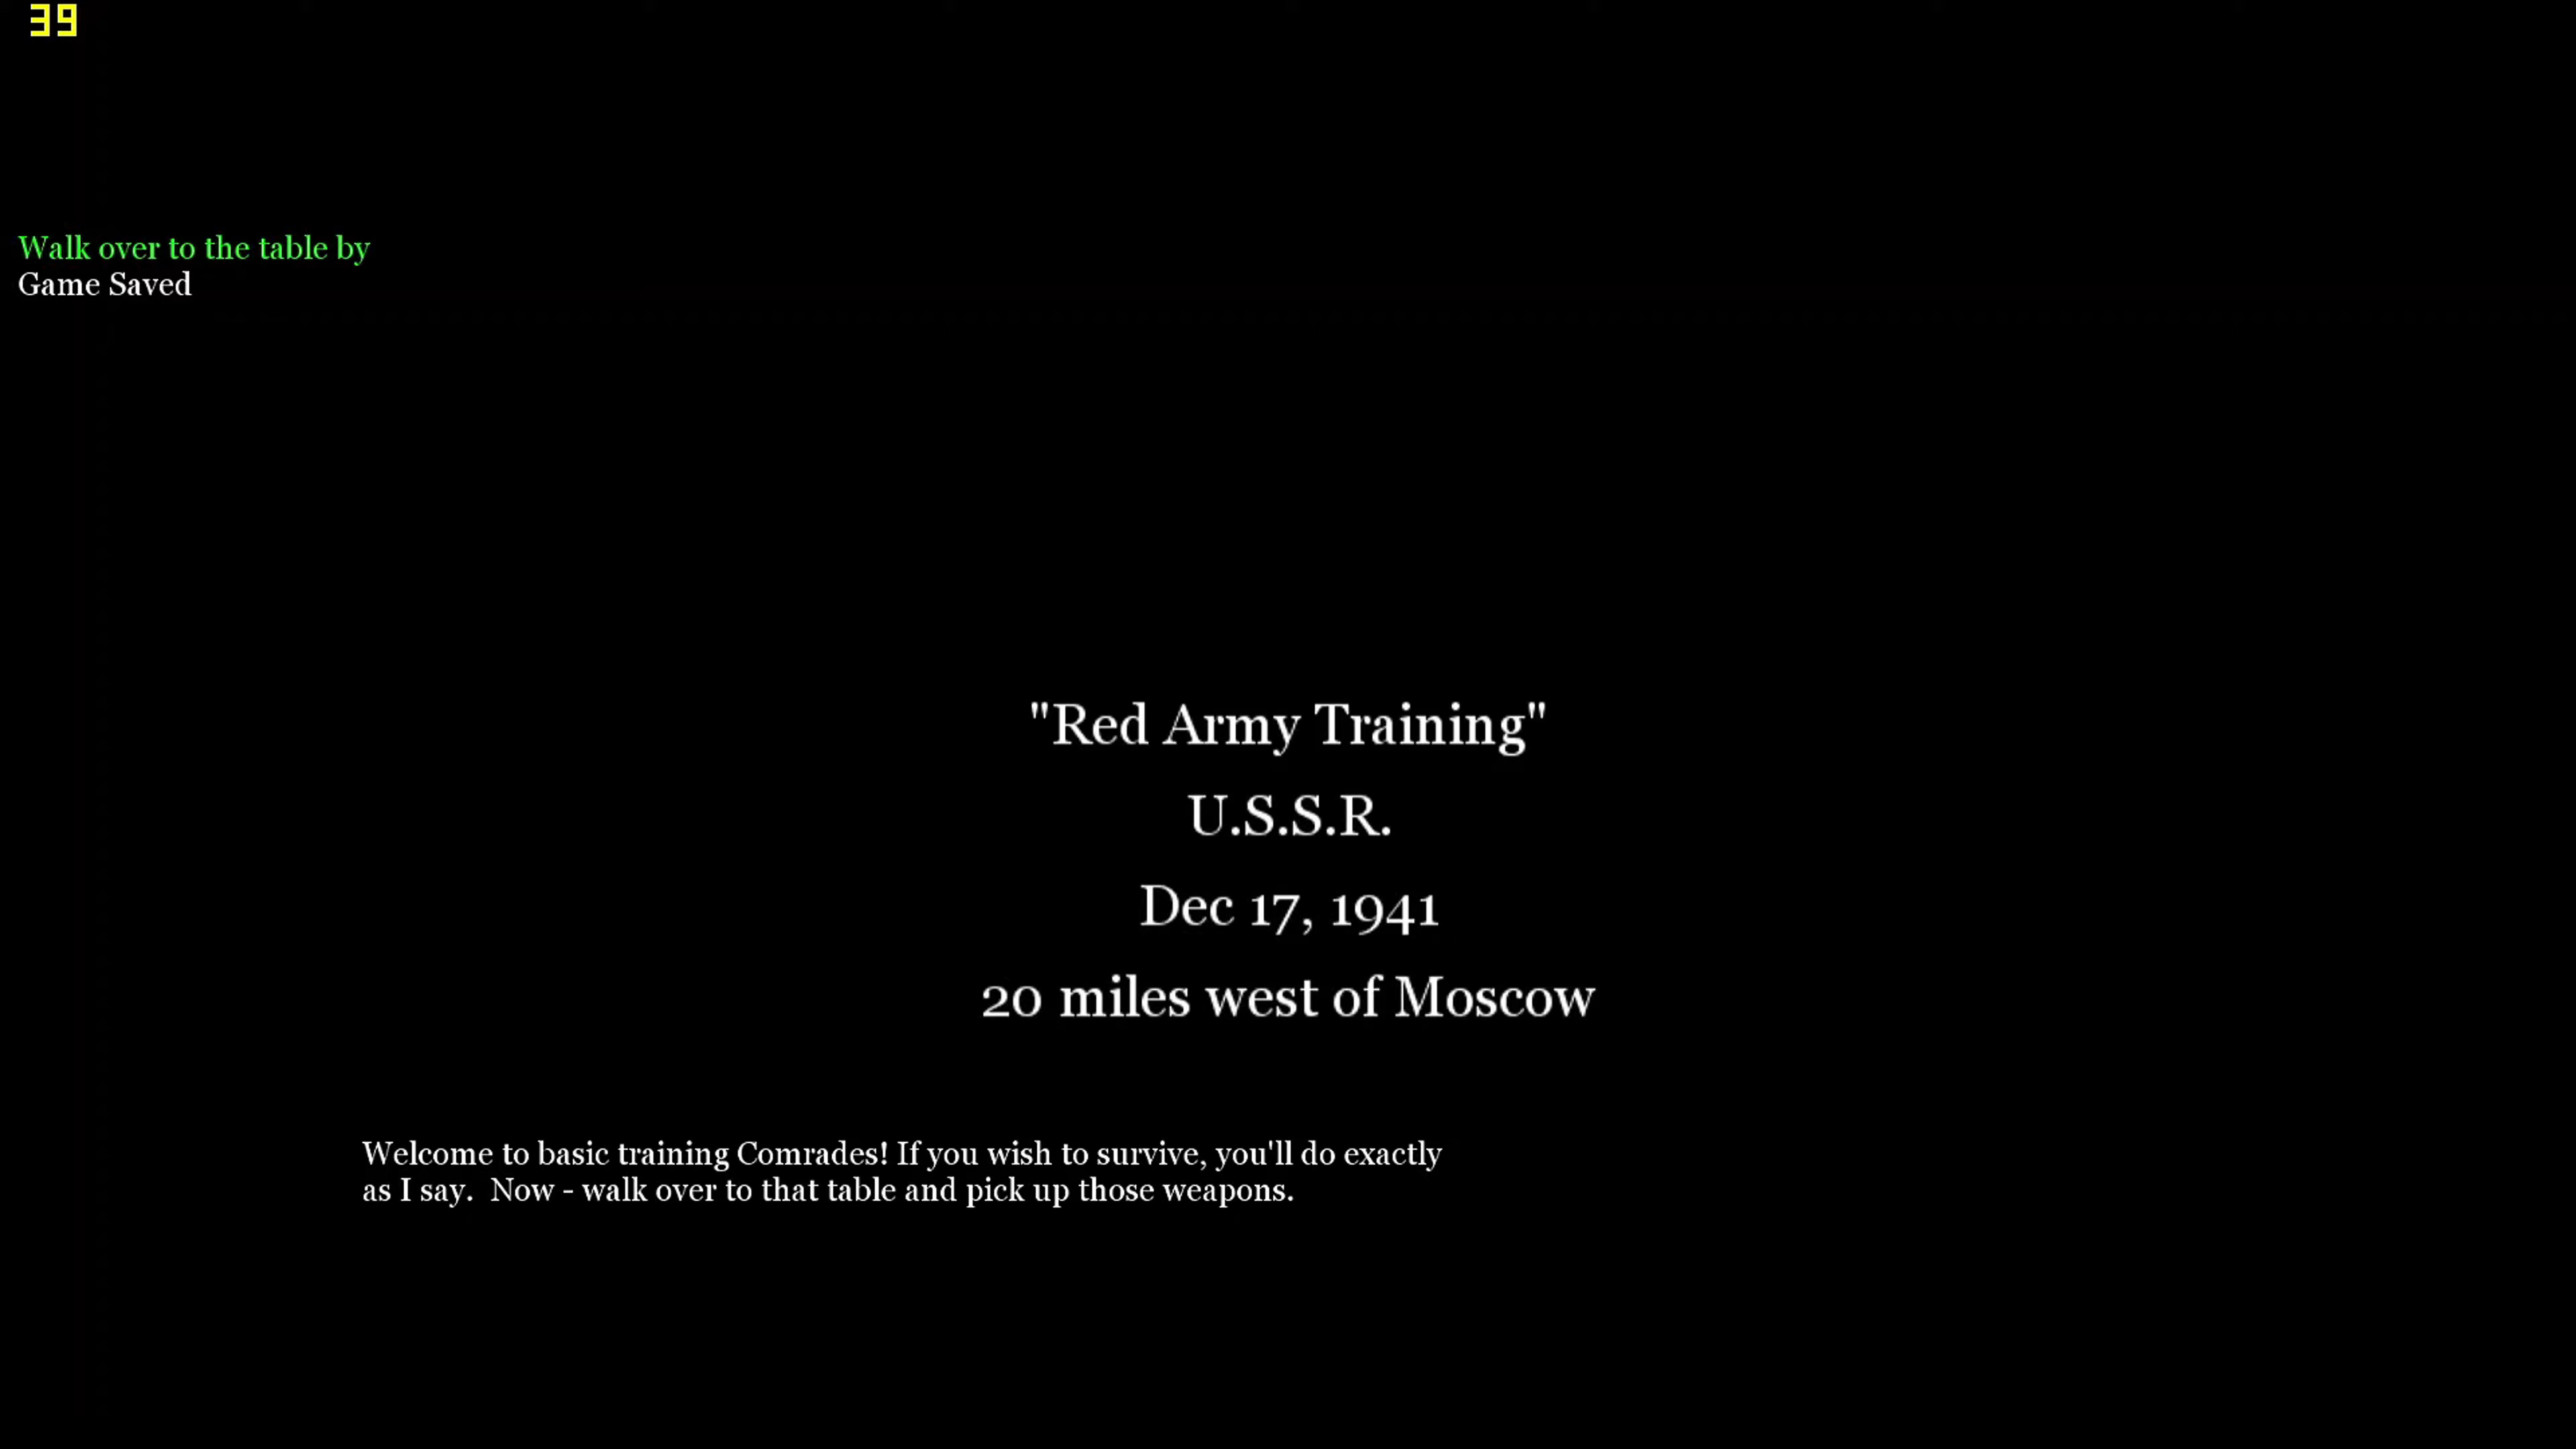 39
Walk over to the table by
Game Saved
"Red Army Training"
U.S.S.R.
Dec 17, 1941
20 miles west of Moscow
Welcome to basic training Comrades! If you wish to survive, you'll do exactly
as I say.  Now - walk over to that table and pick up those weapons.